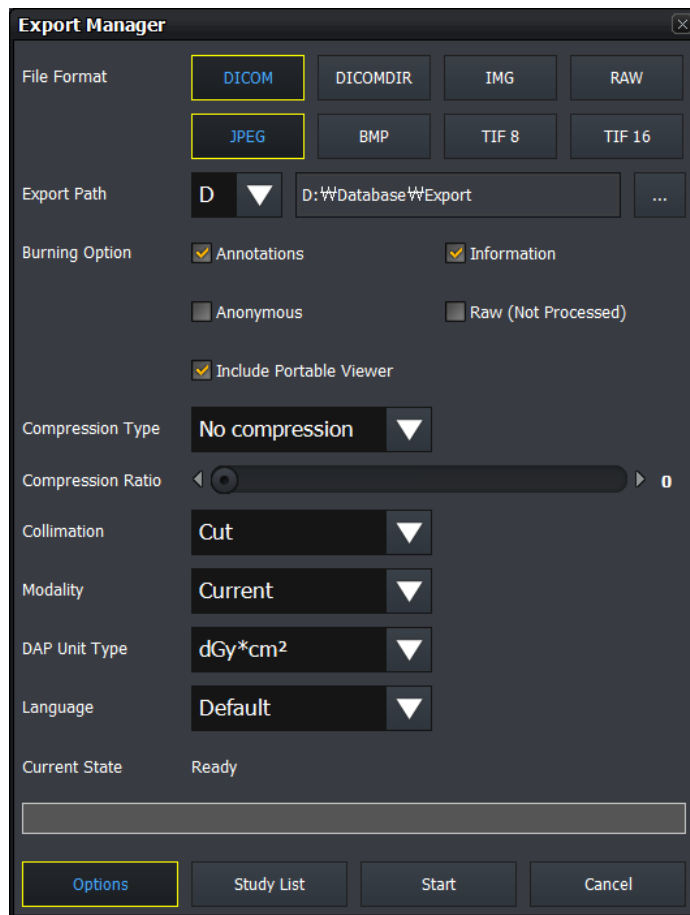 Export Manager
File Format
DICOM
DICOMDIR
IMG
RAW
JPEG
BMP
TIF 8
TIF 16
Export Path
D
D:₩Database₩Export
...
Burning Option
Annotations
Information
Anonymous
Raw (Not Processed)
Include Portable Viewer
Compression Type
No compression
Compression Ratio
0
Collimation
Cut
Modality
Current
DAP Unit Type
dGy*cm²
Language
Default
Current State
Ready
Options
Study List
Start
Cancel